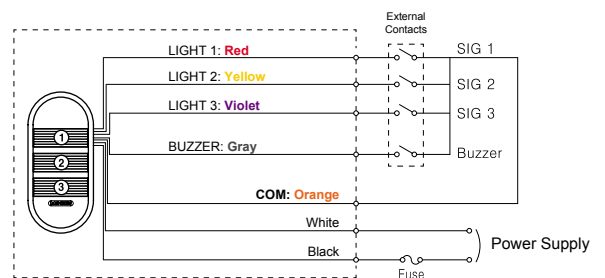 External
Contacts
LIGHT 1: Red
SIG 1
LIGHT 2: Yellow
SIG 2
LIGHT 3: Violet
SIG 3
BUZZER: Gray
Buzzer
1
2
3
COM: Orange
White
Black
Power Supply
Fuse